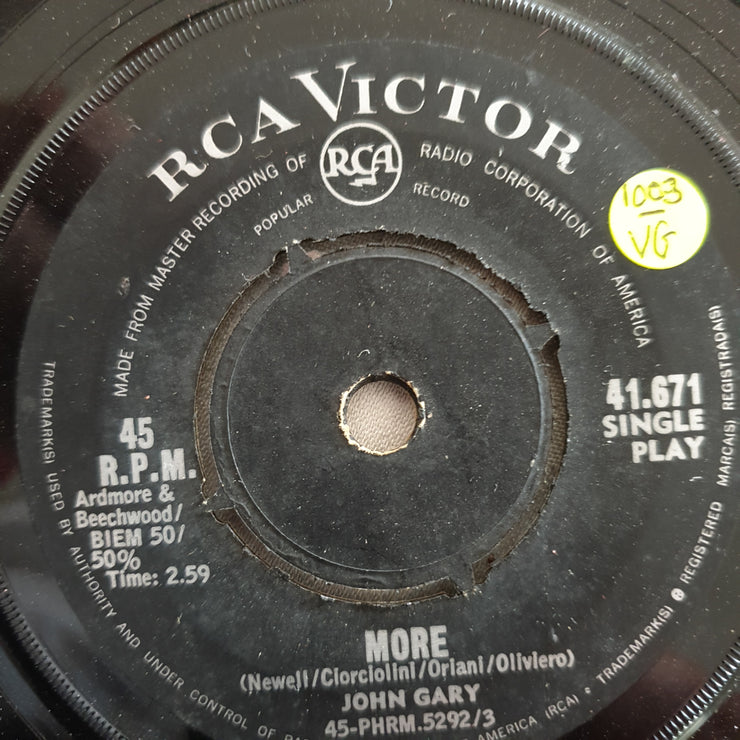 RCA VICTOR
MADE FROM MASTER RECORDING OF RADIO CORPORATION OF AMERICA
RCA
POPULAR RECORD
1003
VG
45
R.P.M.
Ardmore &
Beechwood/
BIEM 50/
50%
Time: 2.59
41.671
SINGLE
PLAY
MORE
(Newell/Ciorciolini/Oriani/Oliviero)
JOHN GARY
45-PHRM.5292/3
TRADEMARK(S) USED BY AUTHORITY AND UNDER CONTROL OF
AMERICA (RCA) • TRADEMARK(S) ® REGISTERED MARCA(S) REGISTRADA(S)